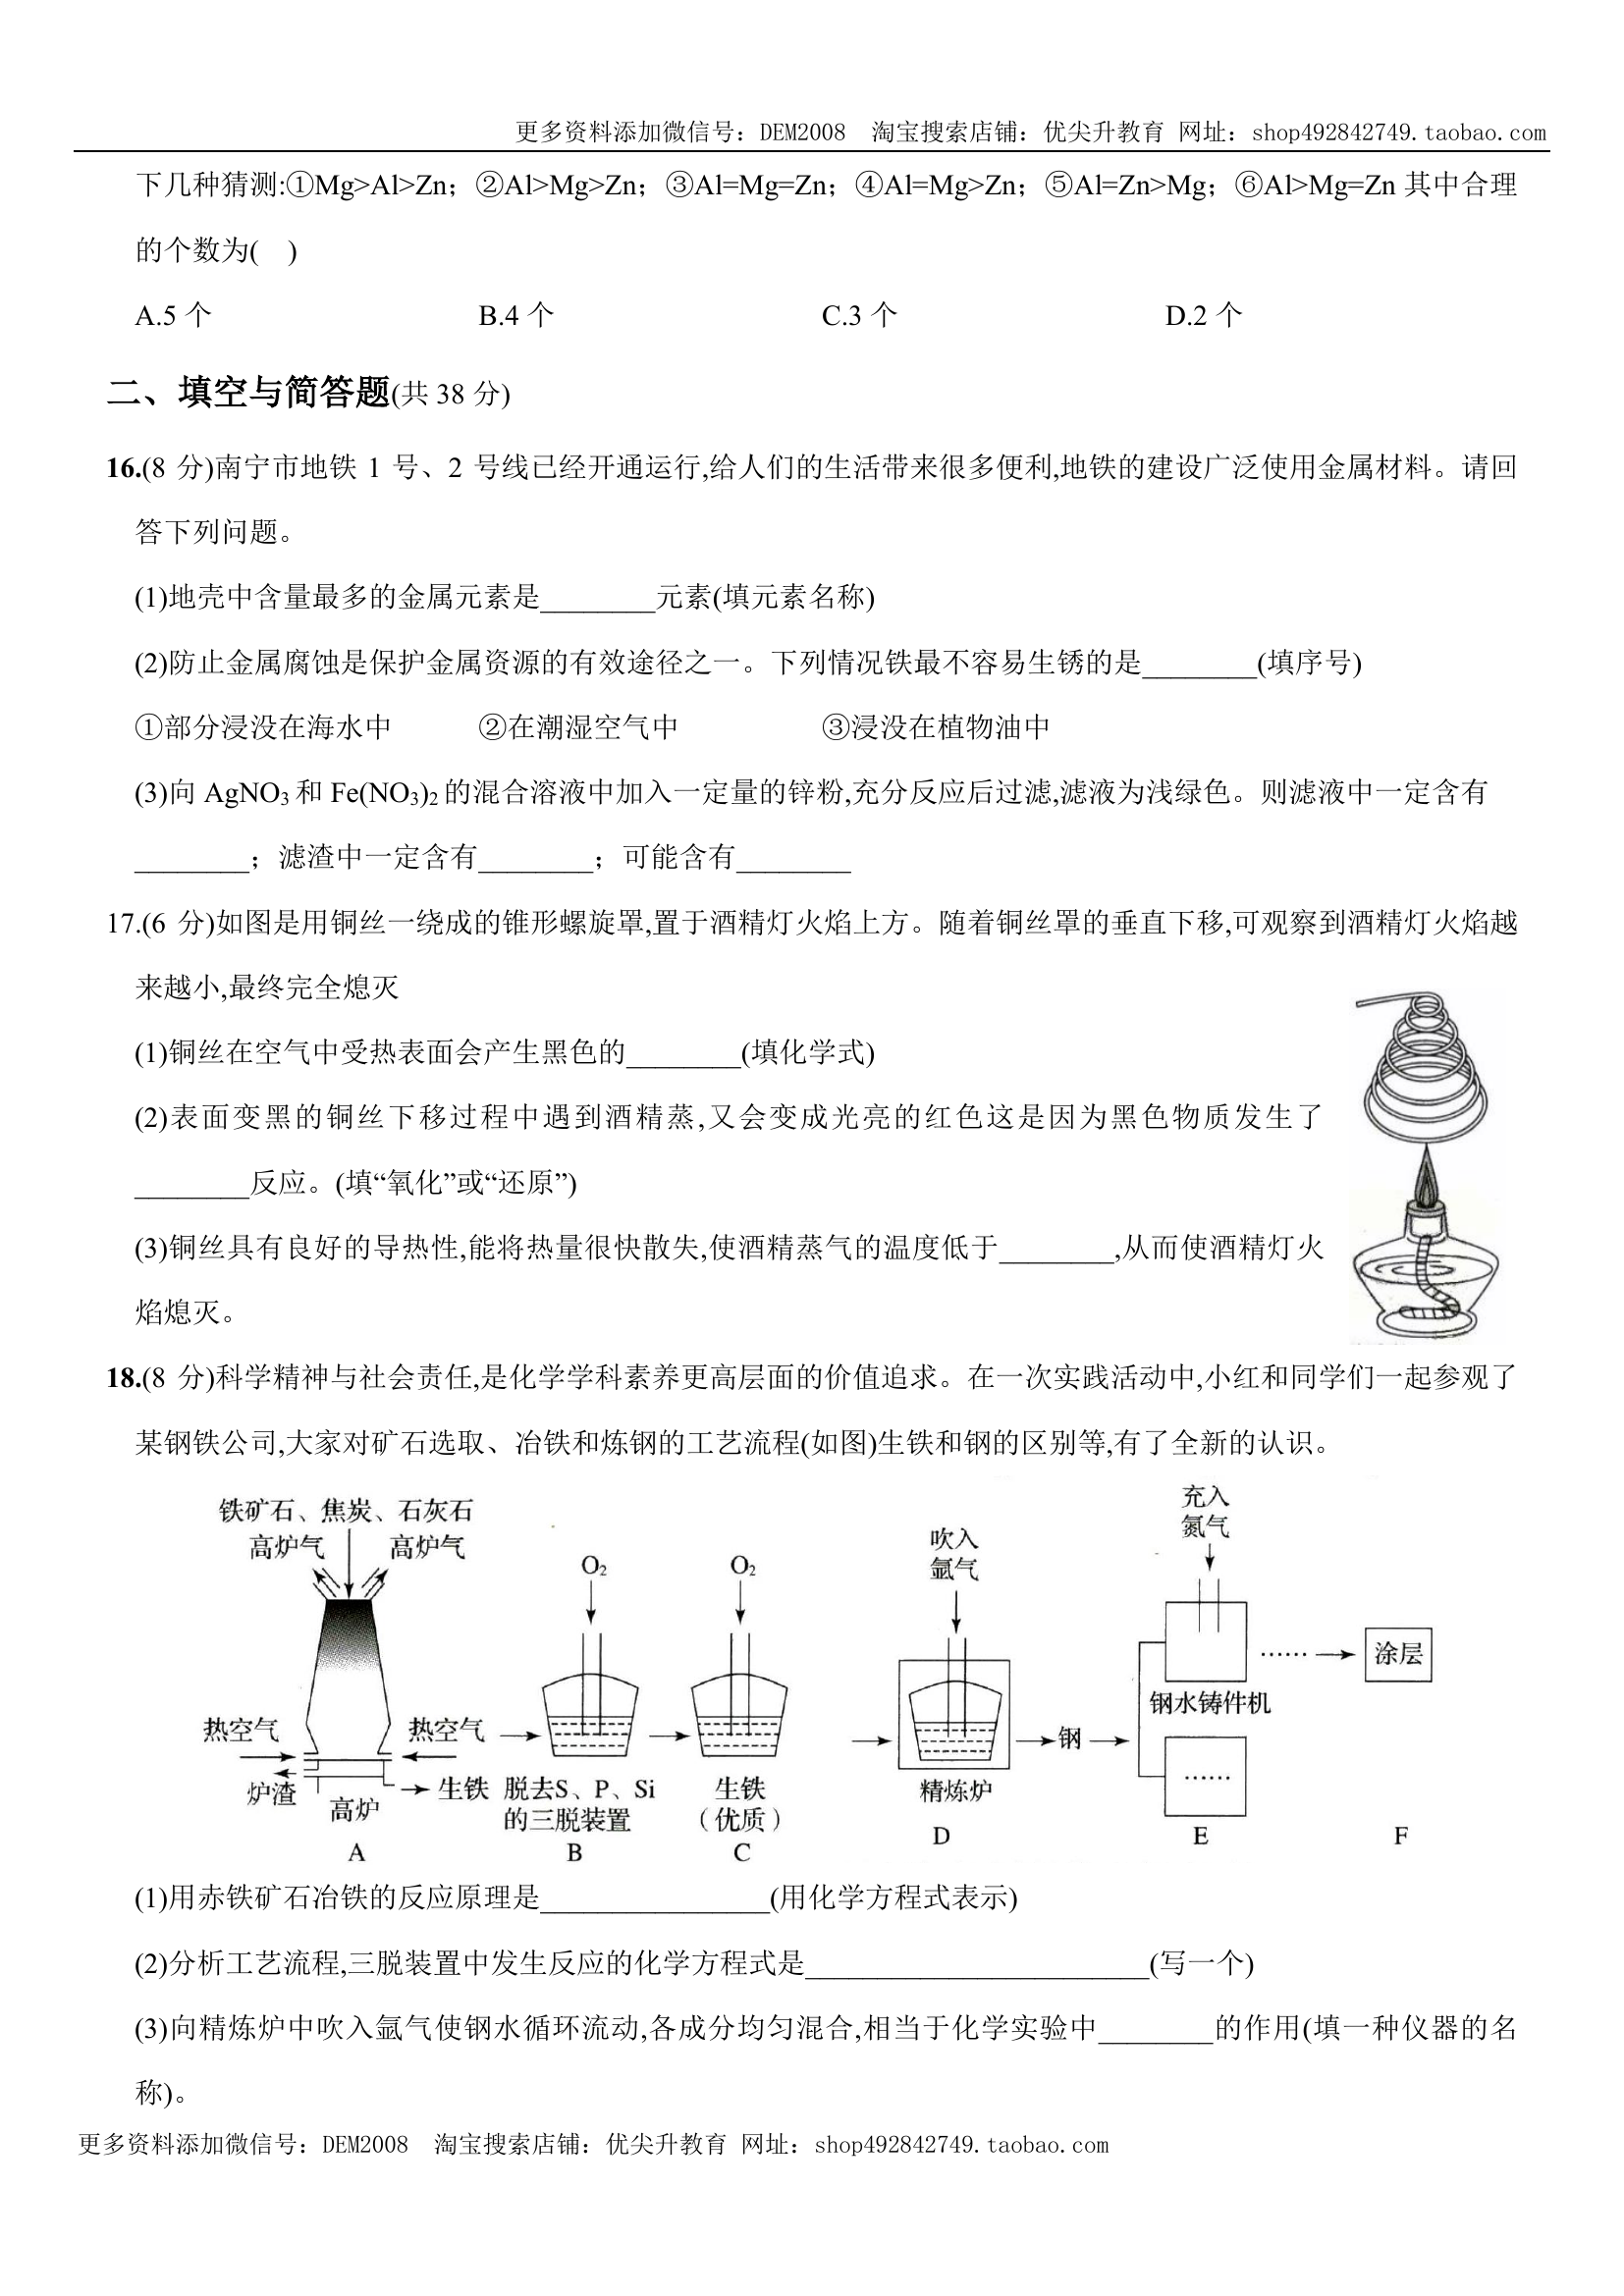 更多资料添加微信号：DEM2008 淘宝搜索店铺：优尖升教育 网址：shop492842749.taobao.com
下几种猜测:①Mg>Al>Zn；②Al>Mg>Zn；③Al=Mg=Zn；④Al=Mg>Zn；⑤Al=Zn>Mg；⑥Al>Mg=Zn 其中合理
的个数为( )
A.5 个 B.4 个 C.3 个 D.2 个
二、填空与简答题(共 38 分)
16.(8 分)南宁市地铁 1 号、2 号线已经开通运行,给人们的生活带来很多便利,地铁的建设广泛使用金属材料。请回
答下列问题。
(1)地壳中含量最多的金属元素是________元素(填元素名称)
(2)防止金属腐蚀是保护金属资源的有效途径之一。下列情况铁最不容易生锈的是________(填序号)
①部分浸没在海水中 ②在潮湿空气中 ③浸没在植物油中
(3)向 AgNO₃和 Fe(NO₃)₂的混合溶液中加入一定量的锌粉,充分反应后过滤,滤液为浅绿色。则滤液中一定含有
________；滤渣中一定含有________；可能含有________
17.(6 分)如图是用铜丝一绕成的锥形螺旋罩,置于酒精灯火焰上方。随着铜丝罩的垂直下移,可观察到酒精灯火焰越
来越小,最终完全熄灭
(1)铜丝在空气中受热表面会产生黑色的________(填化学式)
(2)表面变黑的铜丝下移过程中遇到酒精蒸,又会变成光亮的红色这是因为黑色物质发生了
________反应。(填“氧化”或“还原”)
(3)铜丝具有良好的导热性,能将热量很快散失,使酒精蒸气的温度低于________,从而使酒精灯火
焰熄灭。
18.(8 分)科学精神与社会责任,是化学学科素养更高层面的价值追求。在一次实践活动中,小红和同学们一起参观了
某钢铁公司,大家对矿石选取、冶铁和炼钢的工艺流程(如图)生铁和钢的区别等,有了全新的认识。
铁矿石、焦炭、石灰石
高炉气 高炉气
热空气 热空气
炉渣 高炉 生铁
A
O₂
脱去S、P、Si
的三脱装置
B
O₂
生铁
（优质）
C
吹入
氩气
精炼炉
D
钢
充入
氮气
钢水铸件机
……
E
……
涂层
F
(1)用赤铁矿石冶铁的反应原理是________________(用化学方程式表示)
(2)分析工艺流程,三脱装置中发生反应的化学方程式是________________________(写一个)
(3)向精炼炉中吹入氩气使钢水循环流动,各成分均匀混合,相当于化学实验中________的作用(填一种仪器的名
称)。
更多资料添加微信号：DEM2008 淘宝搜索店铺：优尖升教育 网址：shop492842749.taobao.com